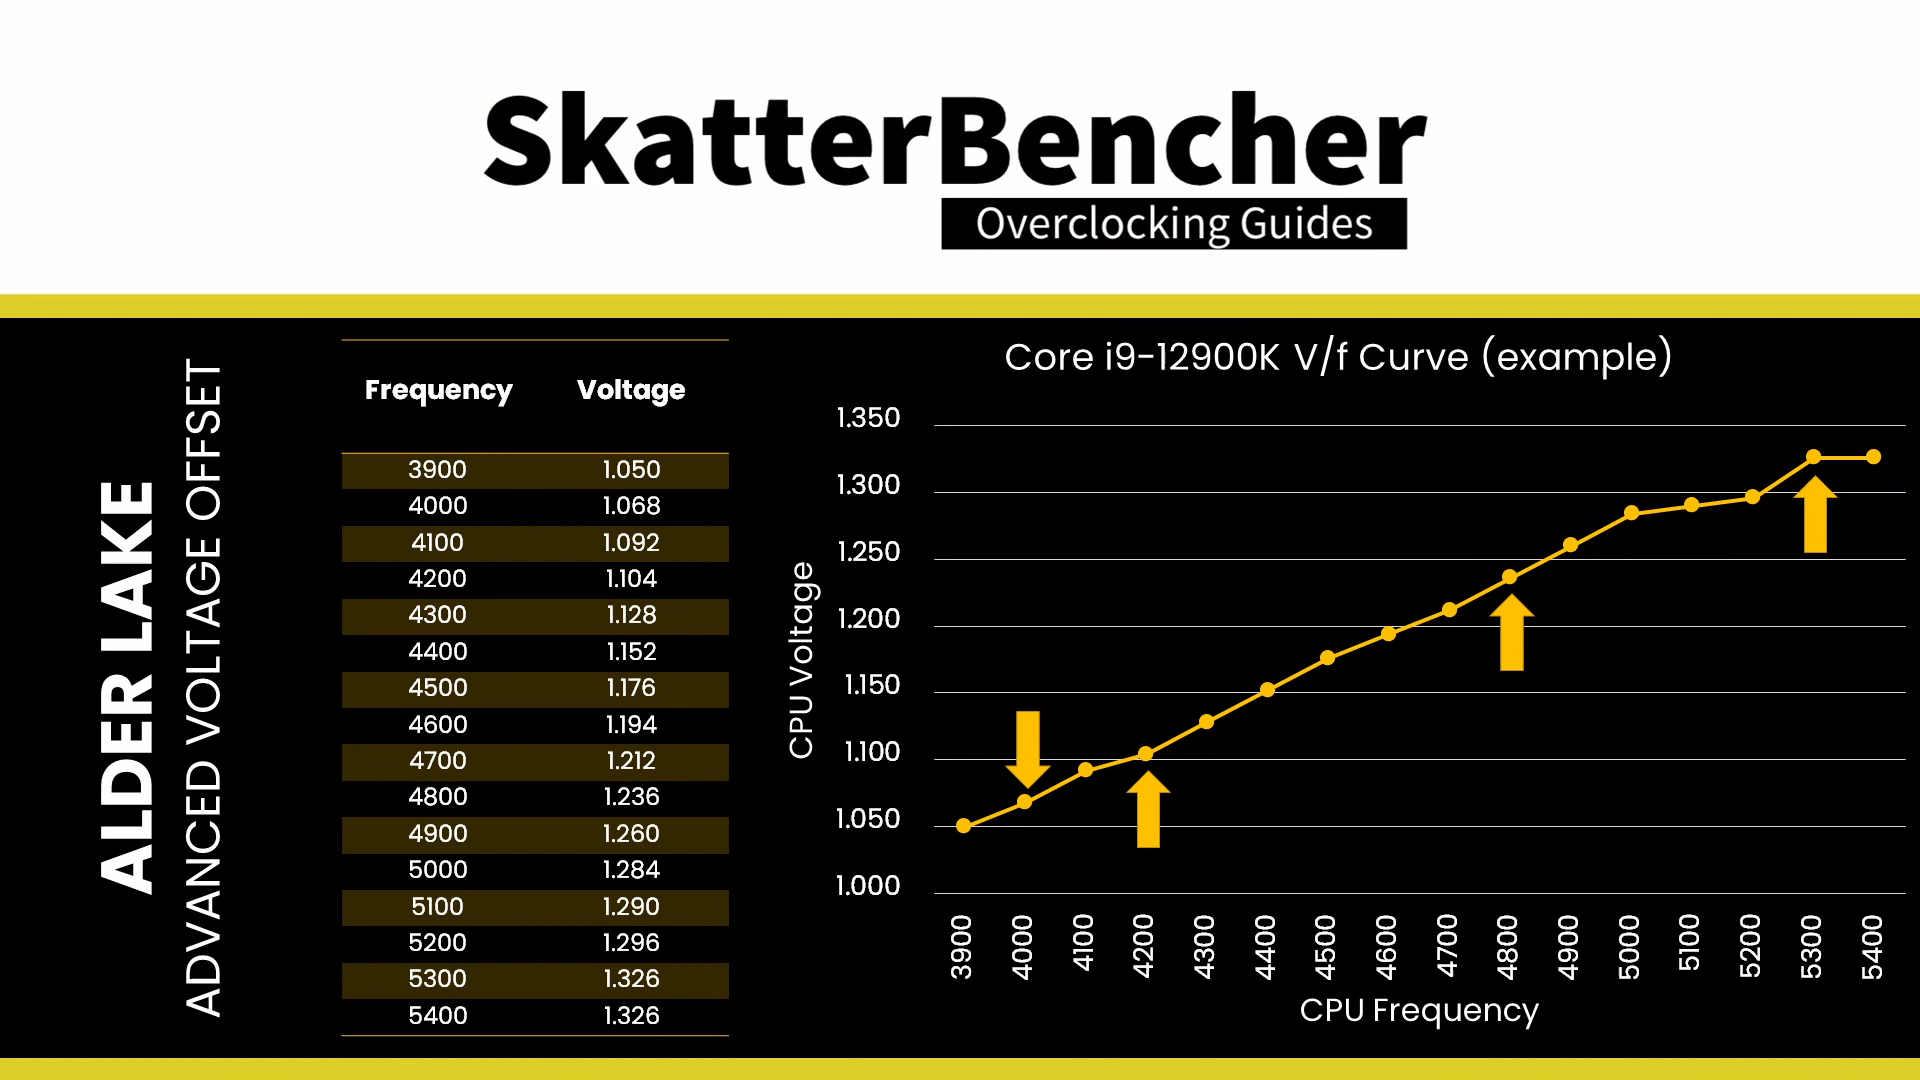 SkatterBencher
Overclocking Guides
ALDER LAKE
ADVANCED VOLTAGE OFFSET
Frequency Voltage
3900 1.050
4000 1.068
4100 1.092
4200 1.104
4300 1.128
4400 1.152
4500 1.176
4600 1.194
4700 1.212
4800 1.236
4900 1.260
5000 1.284
5100 1.290
5200 1.296
5300 1.326
5400 1.326
Core i9-12900K V/f Curve (example)
CPU Voltage
1.350
1.300
1.250
1.200
1.150
1.100
1.050
1.000
3900 4000 4100 4200 4300 4400 4500 4600 4700 4800 4900 5000 5100 5200 5300 5400
CPU Frequency